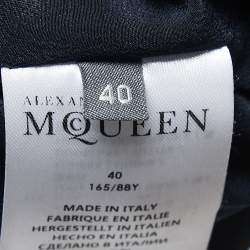 40
ALEXAN
MCQUEEN
40
165/88Y
MADE IN ITALY
FABRIQUE EN ITALIE
HERGESTELLT IN ITALIEN
HECHO EN ITALIA
СДЕЛАНО В ИТАЛИИ